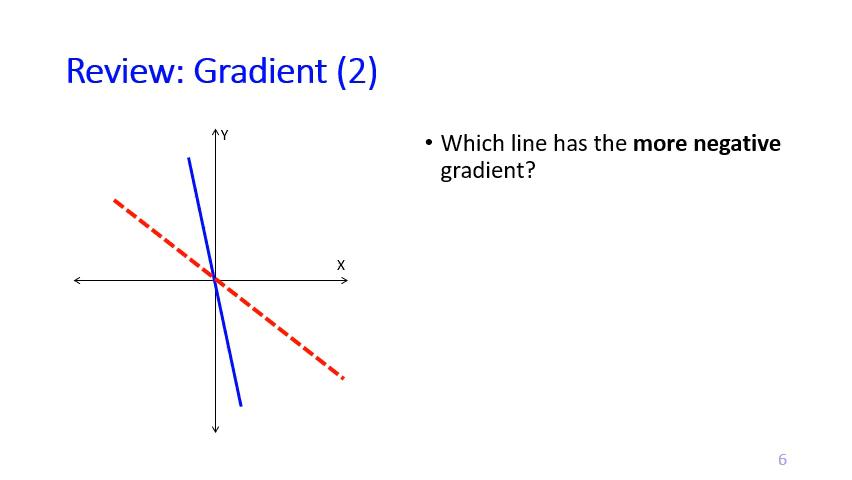 Review: Gradient (2)
Y
X
• Which line has the more negative
gradient?
6